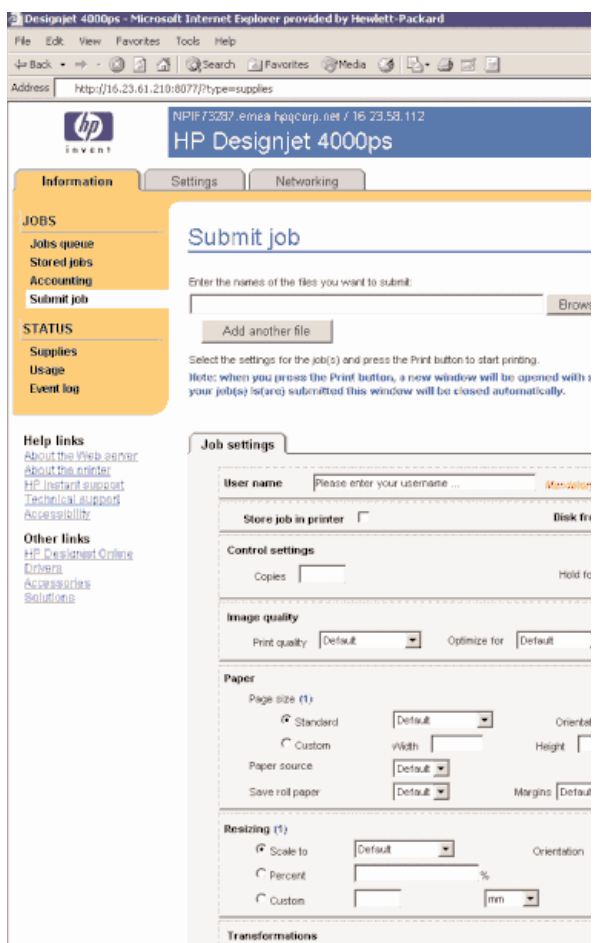 Designjet 4000ps - Microsoft Internet Explorer provided by Hewlett-Packard
File Edit View Favorites Tools Help
Back Search Favorites Media
Address http://16.23.61.210:8077/?type=supplies
hp
invent
NPIF73287.emea.hpqcorp.net / 16.23.58.112
HP Designjet 4000ps
Information Settings Networking
JOBS
Jobs queue
Stored jobs
Accounting
Submit job
STATUS
Supplies
Usage
Event log
Help links
About the Web server
About the printer
HP Instant support
Technical support
Accessibility
Other links
HP Designjet Online
Drivers
Accessories
Solutions
Submit job
Enter the names of the files you want to submit:
Brows
Add another file
Select the settings for the job(s) and press the Print button to start printing.
Note: when you press the Print button, a new window will be opened with s
your job(s) is(are) submitted this window will be closed automatically.
Job settings
User name Please enter your username ... Mandatory
Store job in printer Disk fre
Control settings
Copies Hold fo
Image quality
Print quality Default Optimize for Default
Paper
Page size (1)
Standard Default Orientat
Custom Width Height
Paper source Default
Save roll paper Default Margins Default
Resizing (1)
Scale to Default Orientation
Percent %
Custom mm
Transformations